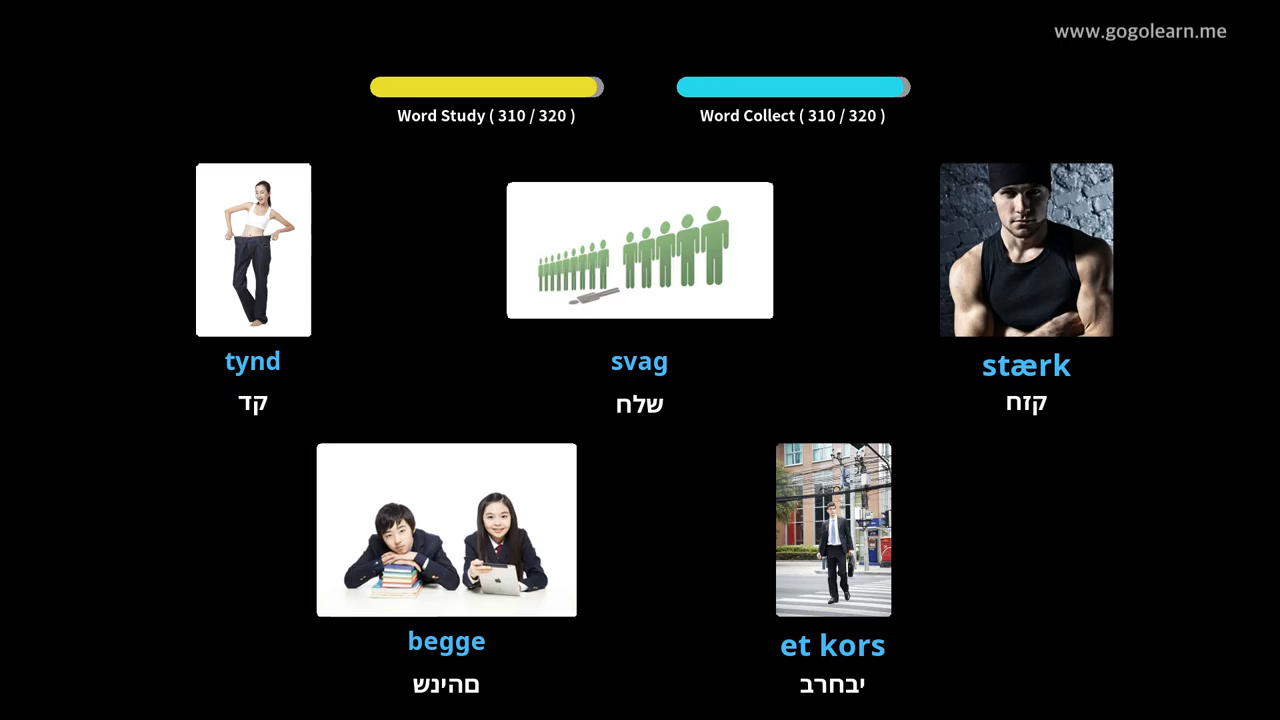 www.gogolearn.me
Word Study ( 310 / 320 )
Word Collect ( 310 / 320 )
tynd
דק
svag
חלש
stærk
חזק
begge
שניהם
et kors
ברחבי